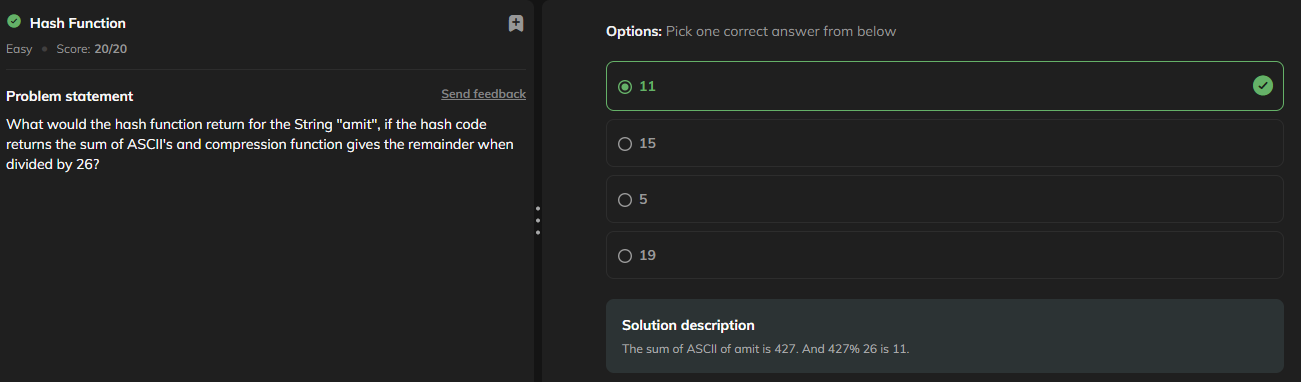 Hash Function
Easy • Score: 20/20
Problem statement
Send feedback
What would the hash function return for the String "amit", if the hash code
returns the sum of ASCII's and compression function gives the remainder when
divided by 26?
Options: Pick one correct answer from below
11
15
5
19
Solution description
The sum of ASCII of amit is 427. And 427% 26 is 11.